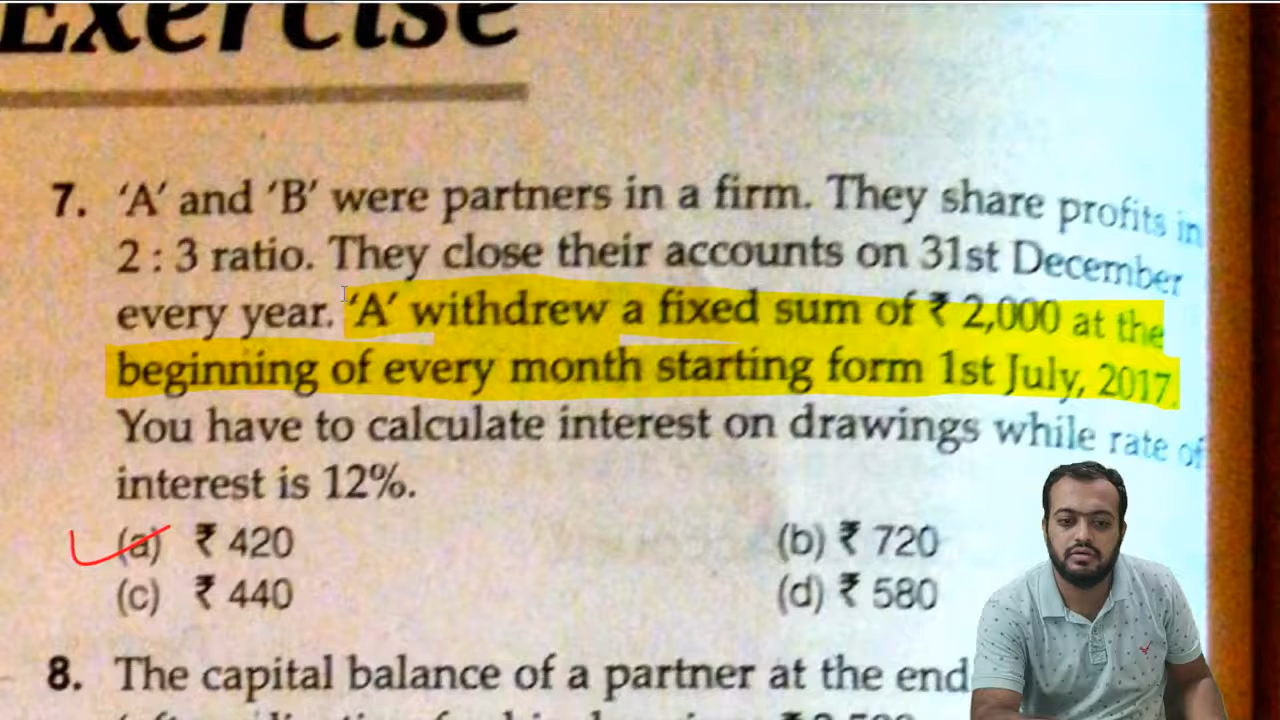 Exercise
7. 'A' and 'B' were partners in a firm. They share profits in
2 : 3 ratio. They close their accounts on 31st December
every year. 'A' withdrew a fixed sum of ₹ 2,000 at the
beginning of every month starting form 1st July, 2017.
You have to calculate interest on drawings while rate of
interest is 12%.
(a) ₹ 420 (b) ₹ 720
(c) ₹ 440 (d) ₹ 580
8. The capital balance of a partner at the end